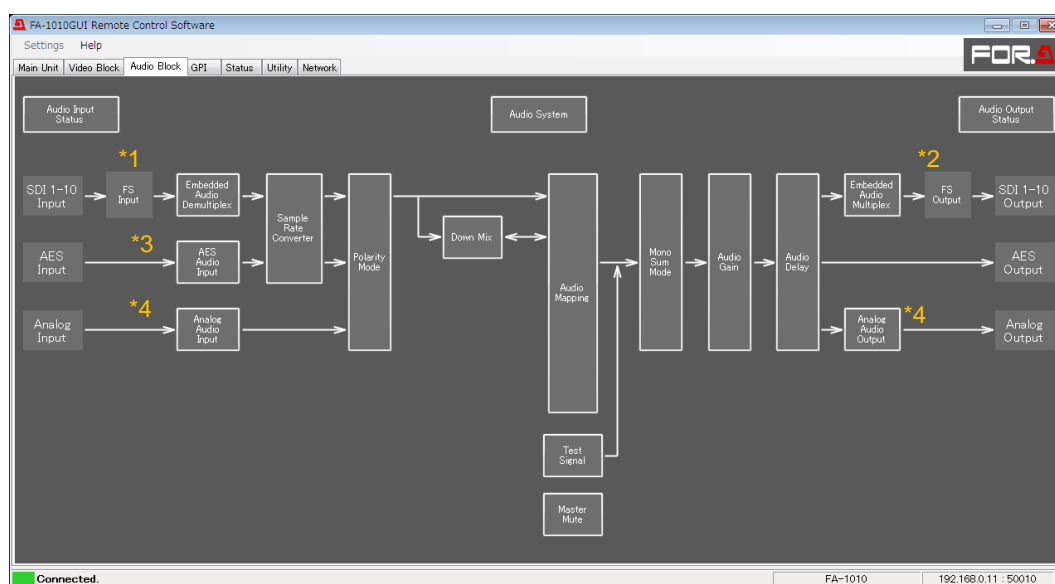 FA-1010GUI Remote Control Software
Settings Help
FOR.A
Main Unit Video Block Audio Block GPI Status Utility Network
Audio Input
Status
Audio System
Audio Output
Status
*1
*2
SDI 1-10
Input
FS
Input
Embedded
Audio
Demultiplex
Sample
Rate
Converter
Polarity
Mode
Down Mix
Audio
Mapping
Mono
Sum
Mode
Audio
Gain
Audio
Delay
Embedded
Audio
Multiplex
FS
Output
SDI 1-10
Output
*3
AES
Input
AES
Audio
Input
AES
Output
*4
Analog
Input
Analog
Audio
Input
Analog
Audio
Output
*4
Analog
Output
Test
Signal
Master
Mute
Connected.
FA-1010
192.168.0.11 : 50010